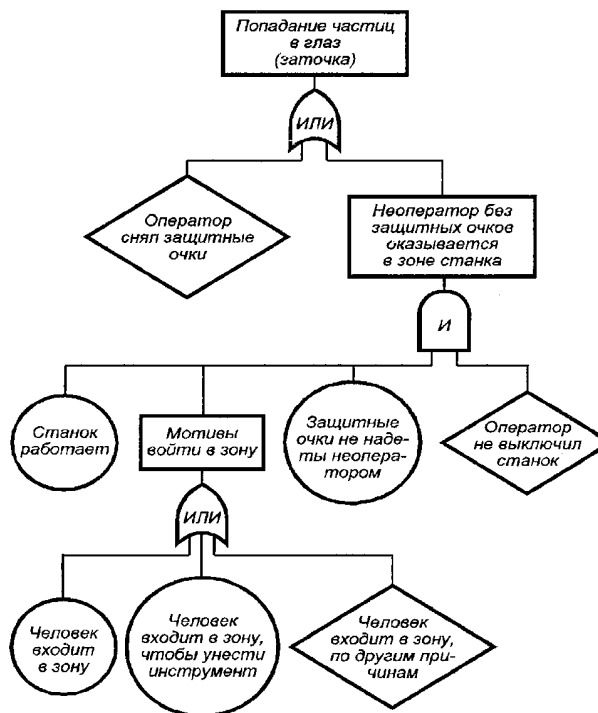 Попадание частиц
в глаз
(заточка)
ИЛИ
Оператор
снял защитные
очки
Неоператор без
защитных очков
оказывается
в зоне станка
И
Станок
работает
Мотивы
войти в зону
Защитные
очки не наде-
ты неопера-
тором
Оператор
не выключил
станок
ИЛИ
Человек
входит
в зону
Человек
входит в зону,
чтобы унести
инструмент
Человек
входит в зону,
по другим при-
чинам